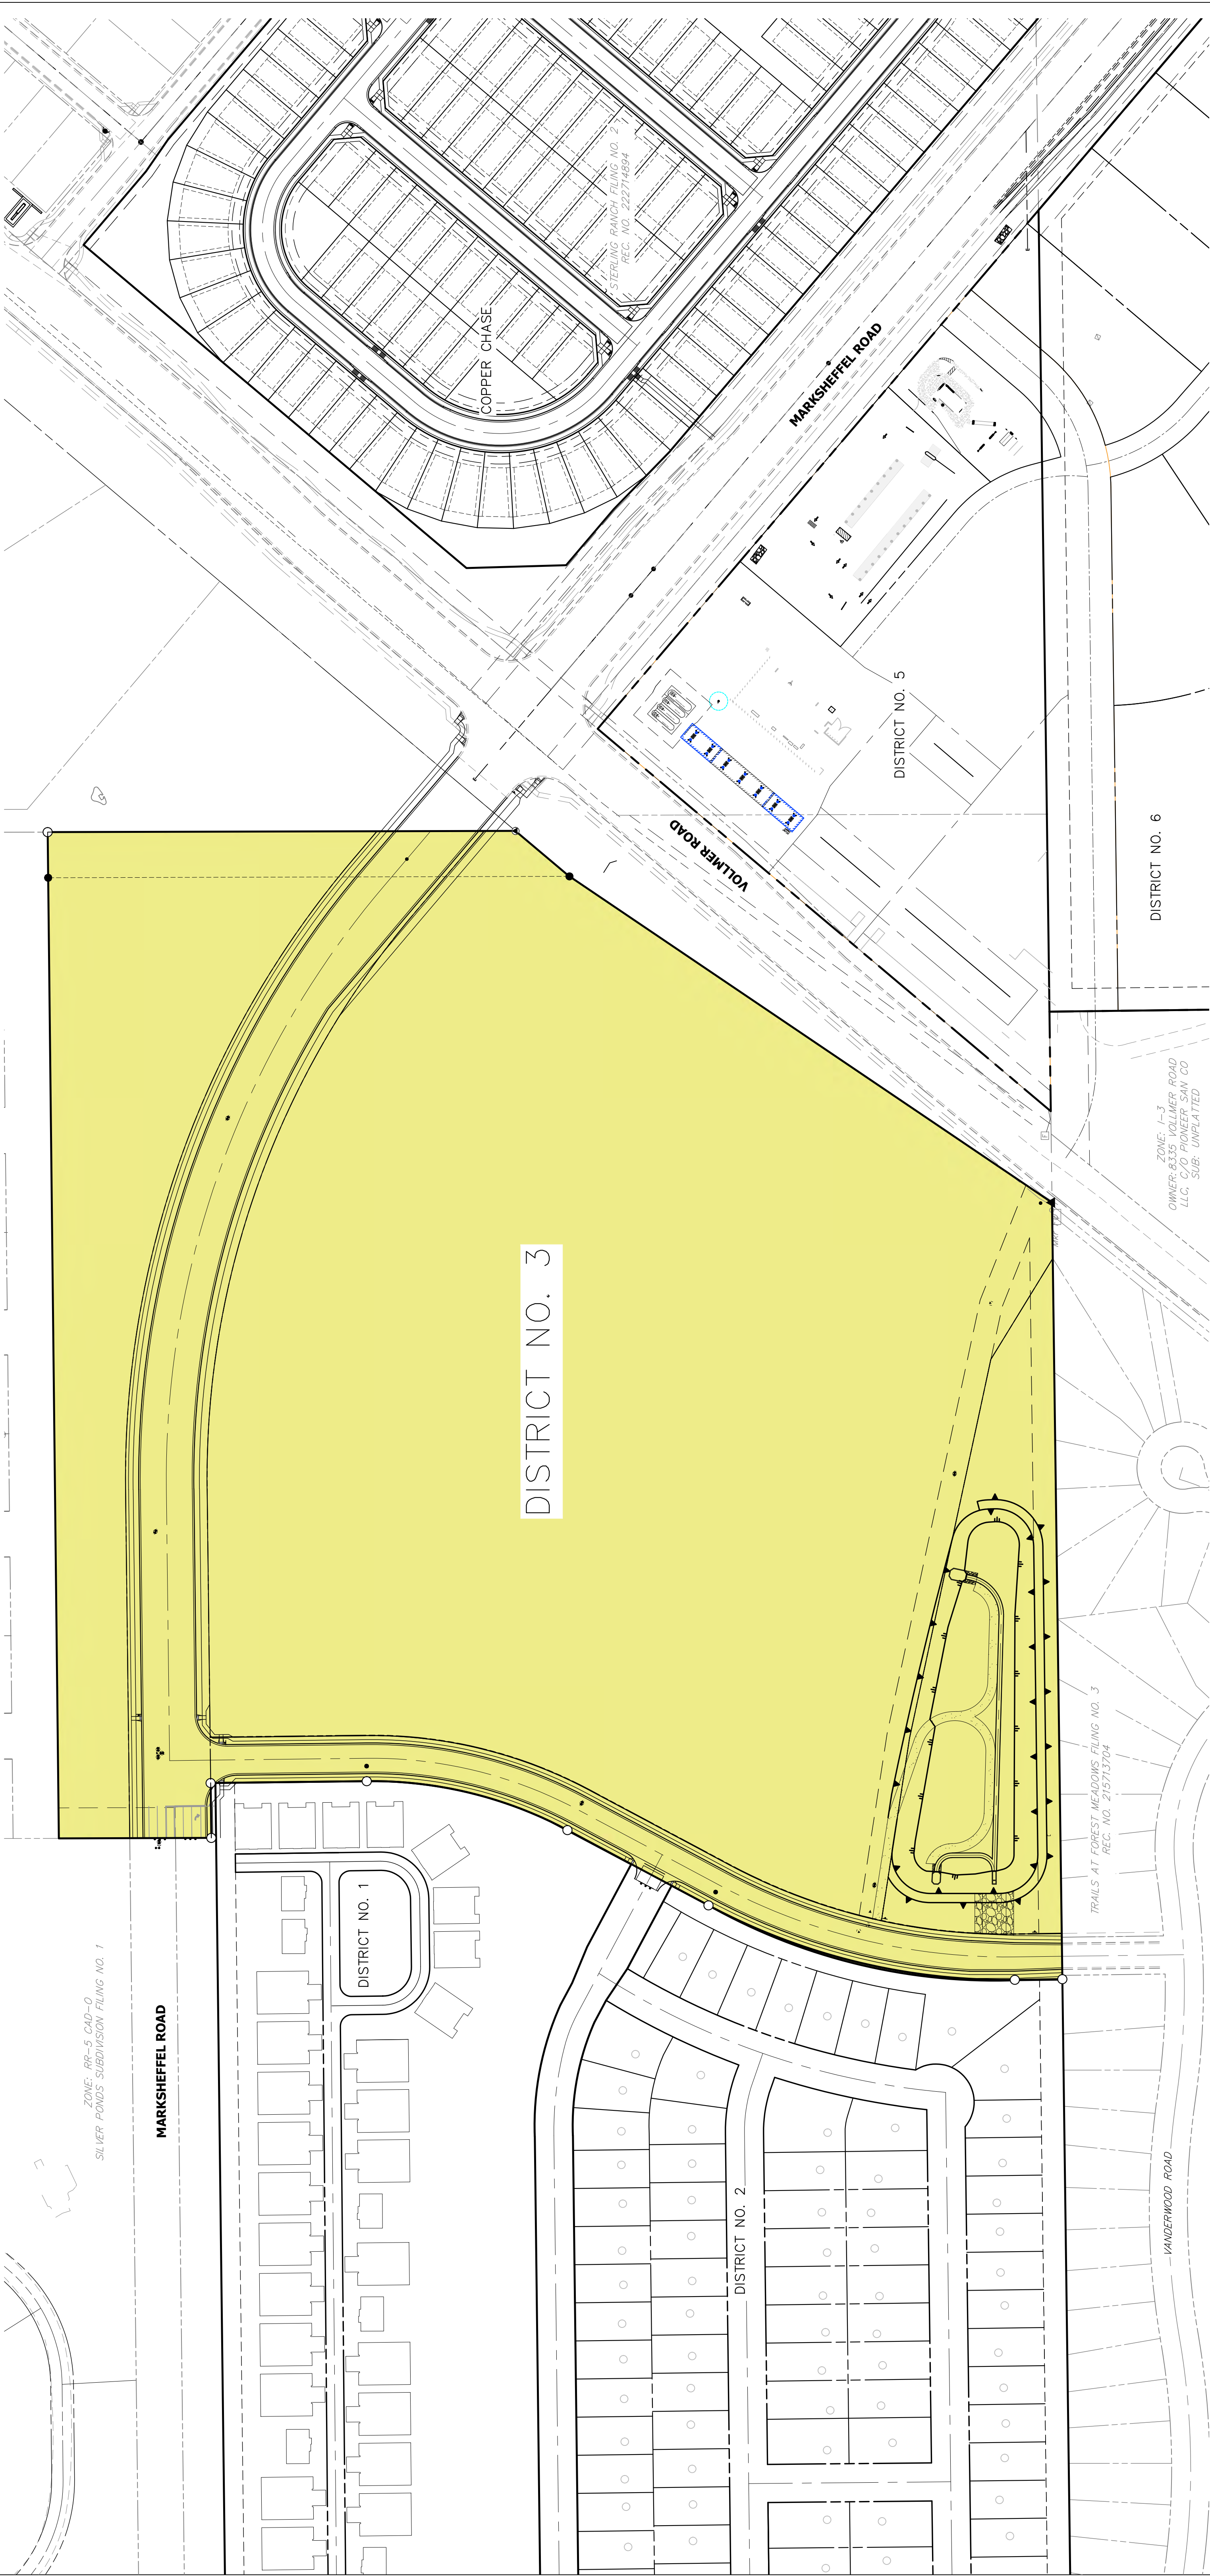 STERLING RANCH FILING NO. 2
REC. NO. 222714894
COPPER CHASE
MARKSHEFFEL ROAD
DISTRICT NO. 5
VOLLMER ROAD
DISTRICT NO. 6
ZONE: I-3
OWNER: 8335 VOLLMER ROAD
LLC, C/O PIONEER SAN CO
SUB: UNPLATTED
DISTRICT NO. 3
TRAILS AT FOREST MEADOWS FILING NO. 3
REC. NO. 215713704
DISTRICT NO. 1
ZONE: RR-5 CAD-O
SILVER PONDS SUBDIVISION FILING NO. 1
MARKSHEFFEL ROAD
DISTRICT NO. 2
VANDERWOOD ROAD